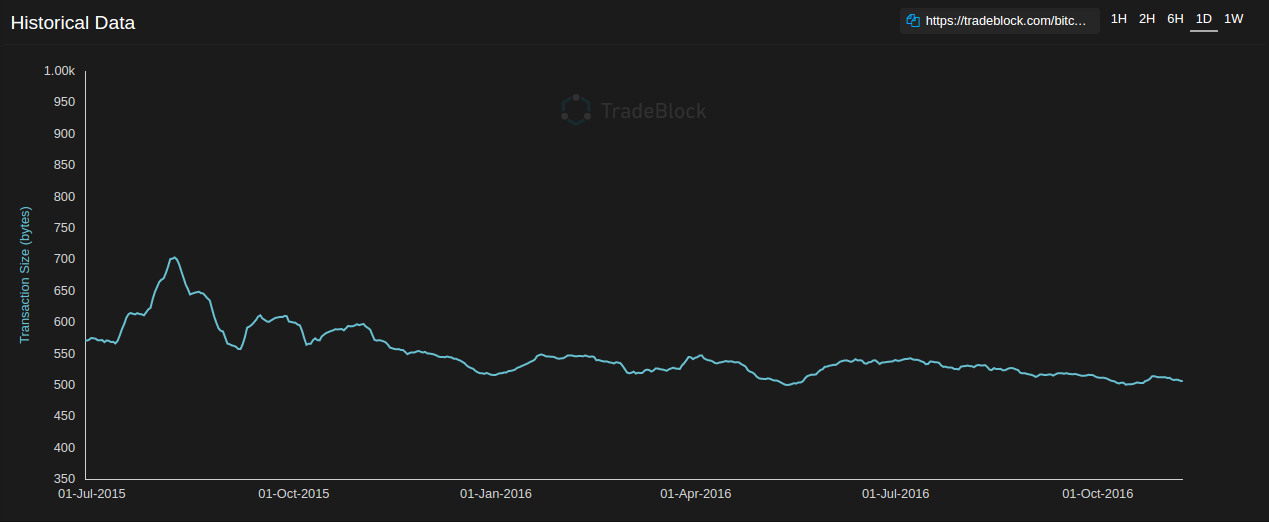 Historical Data
https://tradeblock.com/bitc...
1H 2H 6H 1D 1W
TradeBlock
Transaction Size (bytes)
1.00k
950
900
850
800
750
700
650
600
550
500
450
400
350
01-Jul-2015 01-Oct-2015 01-Jan-2016 01-Apr-2016 01-Jul-2016 01-Oct-2016